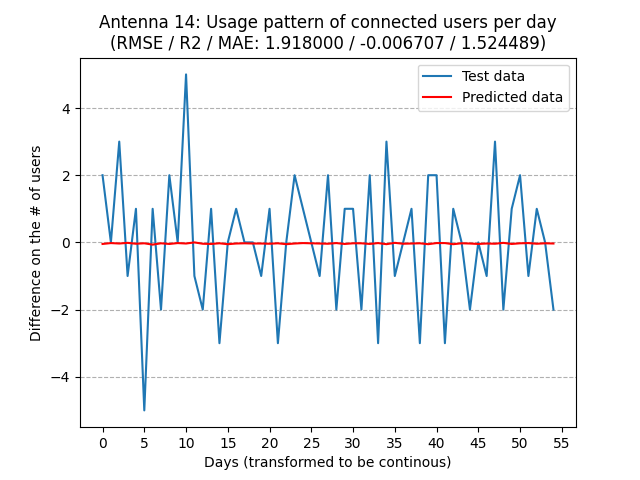 Antenna 14: Usage pattern of connected users per day
(RMSE / R2 / MAE: 1.918000 / -0.006707 / 1.524489)
Test data
Predicted data
Difference on the # of users
4
2
0
−2
−4
0 5 10 15 20 25 30 35 40 45 50 55
Days (transformed to be continous)